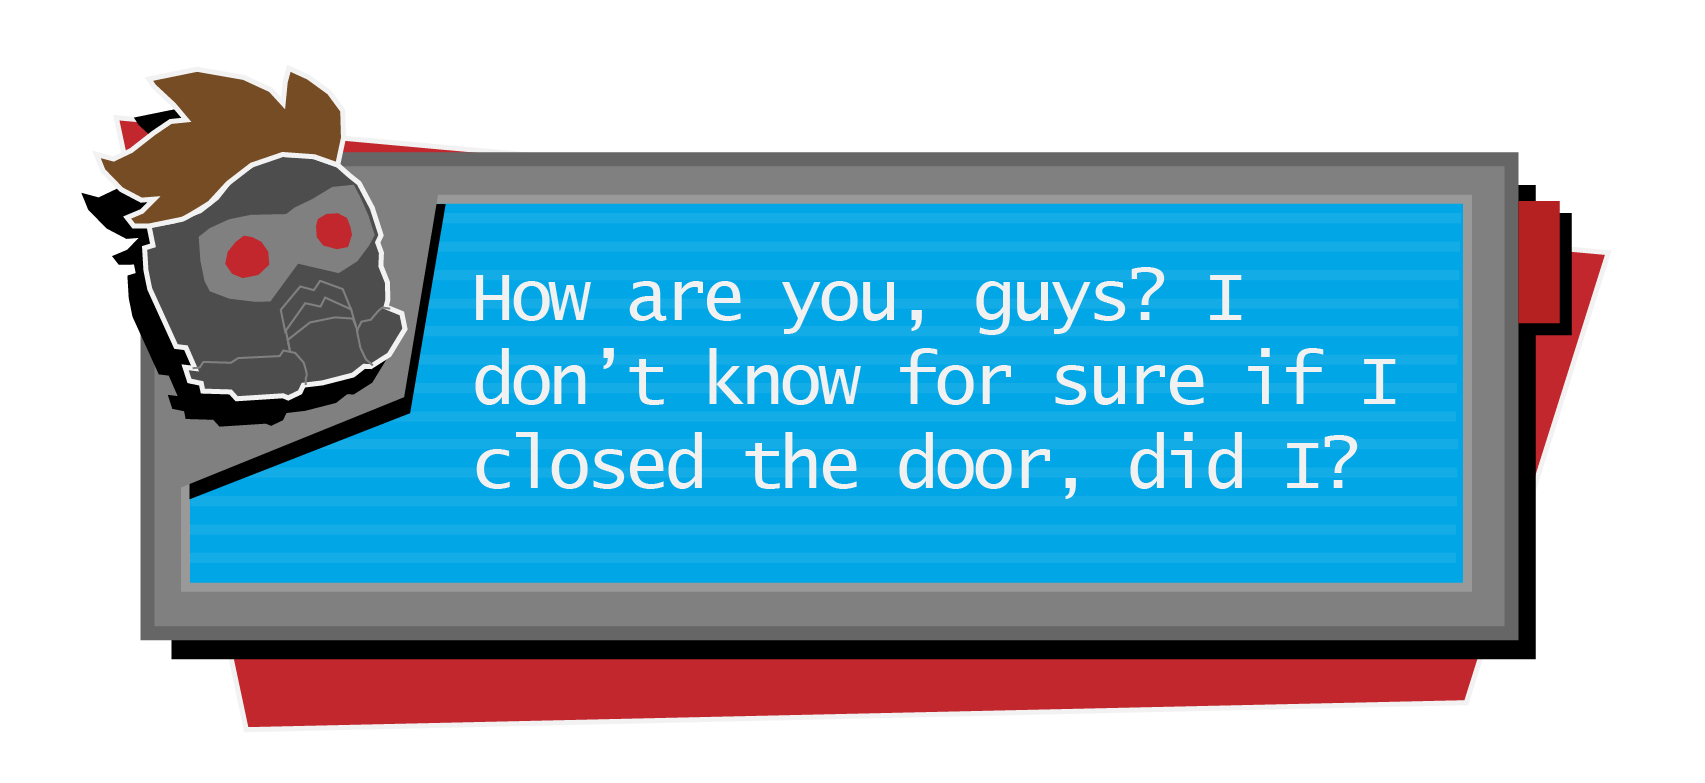 How are you, guys? I
don’t know for sure if I
closed the door, did I?